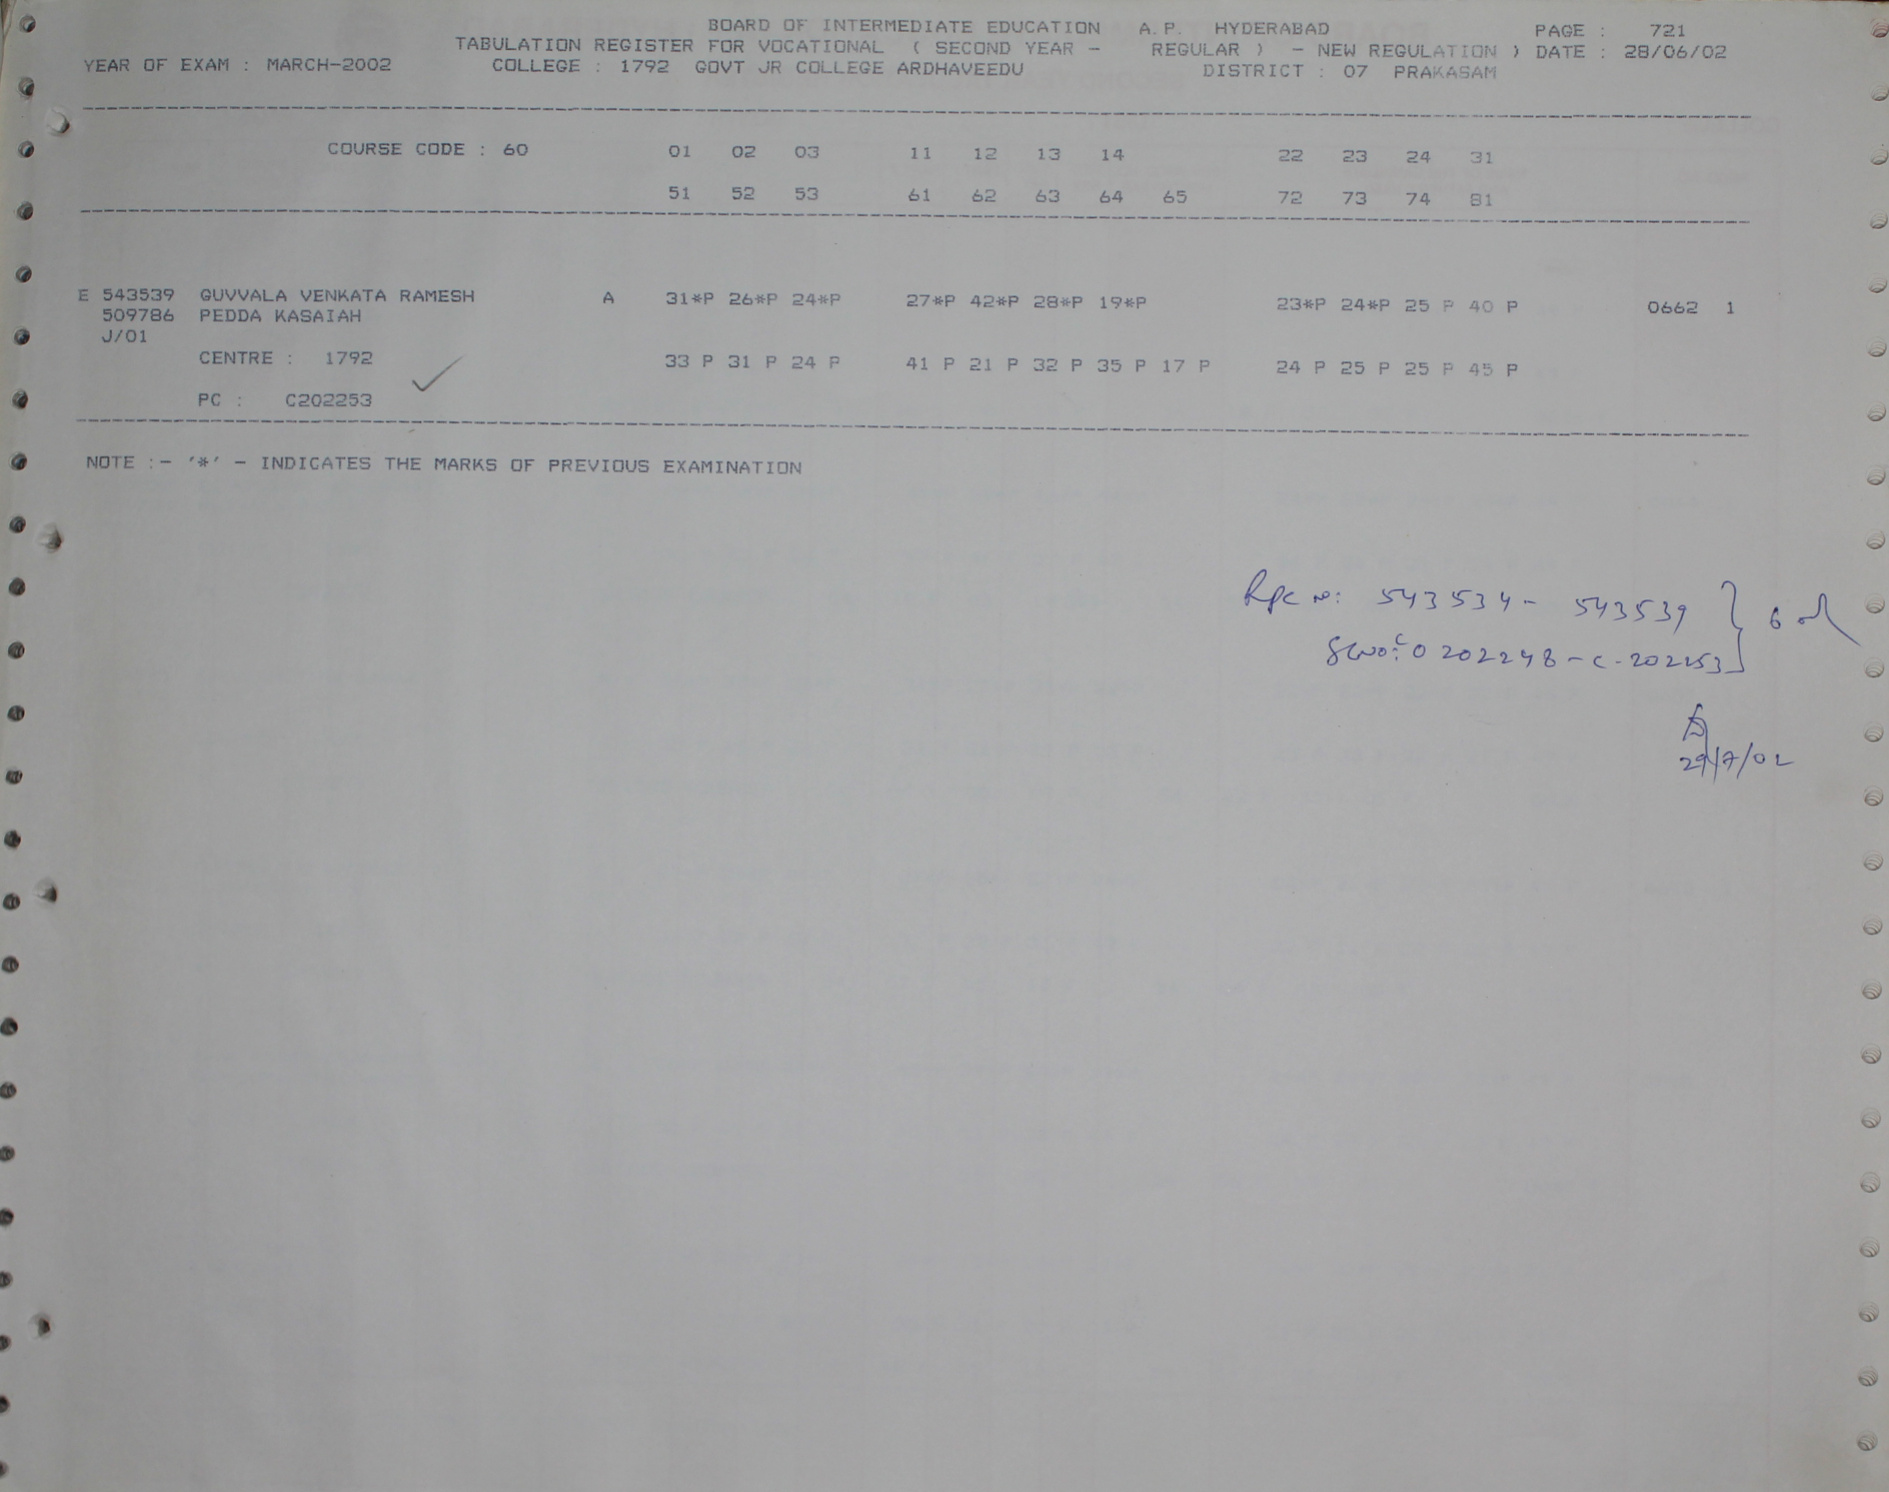 BOARD OF INTERMEDIATE EDUCATION A.P. HYDERABAD PAGE : 721
TABULATION REGISTER FOR VOCATIONAL ( SECOND YEAR - REGULAR ) - NEW REGULATION ) DATE : 28/06/02
YEAR OF EXAM : MARCH-2002 COLLEGE : 1792 GOVT JR COLLEGE ARDHAVEEDU DISTRICT : 07 PRAKASAM
COURSE CODE : 60 01 02 03 11 12 13 14 22 23 24 31
51 52 53 61 62 63 64 65 72 73 74 81
E 543539 GUVVALA VENKATA RAMESH A 31*P 26*P 24*P 27*P 42*P 28*P 19*P 23*P 24*P 25 P 40 P 0662 1
509786 PEDDA KASAIAH
J/01
CENTRE : 1792 33 P 31 P 24 P 41 P 21 P 32 P 35 P 17 P 24 P 25 P 25 P 45 P
PC : C202253
NOTE :- '*' - INDICATES THE MARKS OF PREVIOUS EXAMINATION
543534 - 543539 } 6
202248 - C-202253
29/7/02